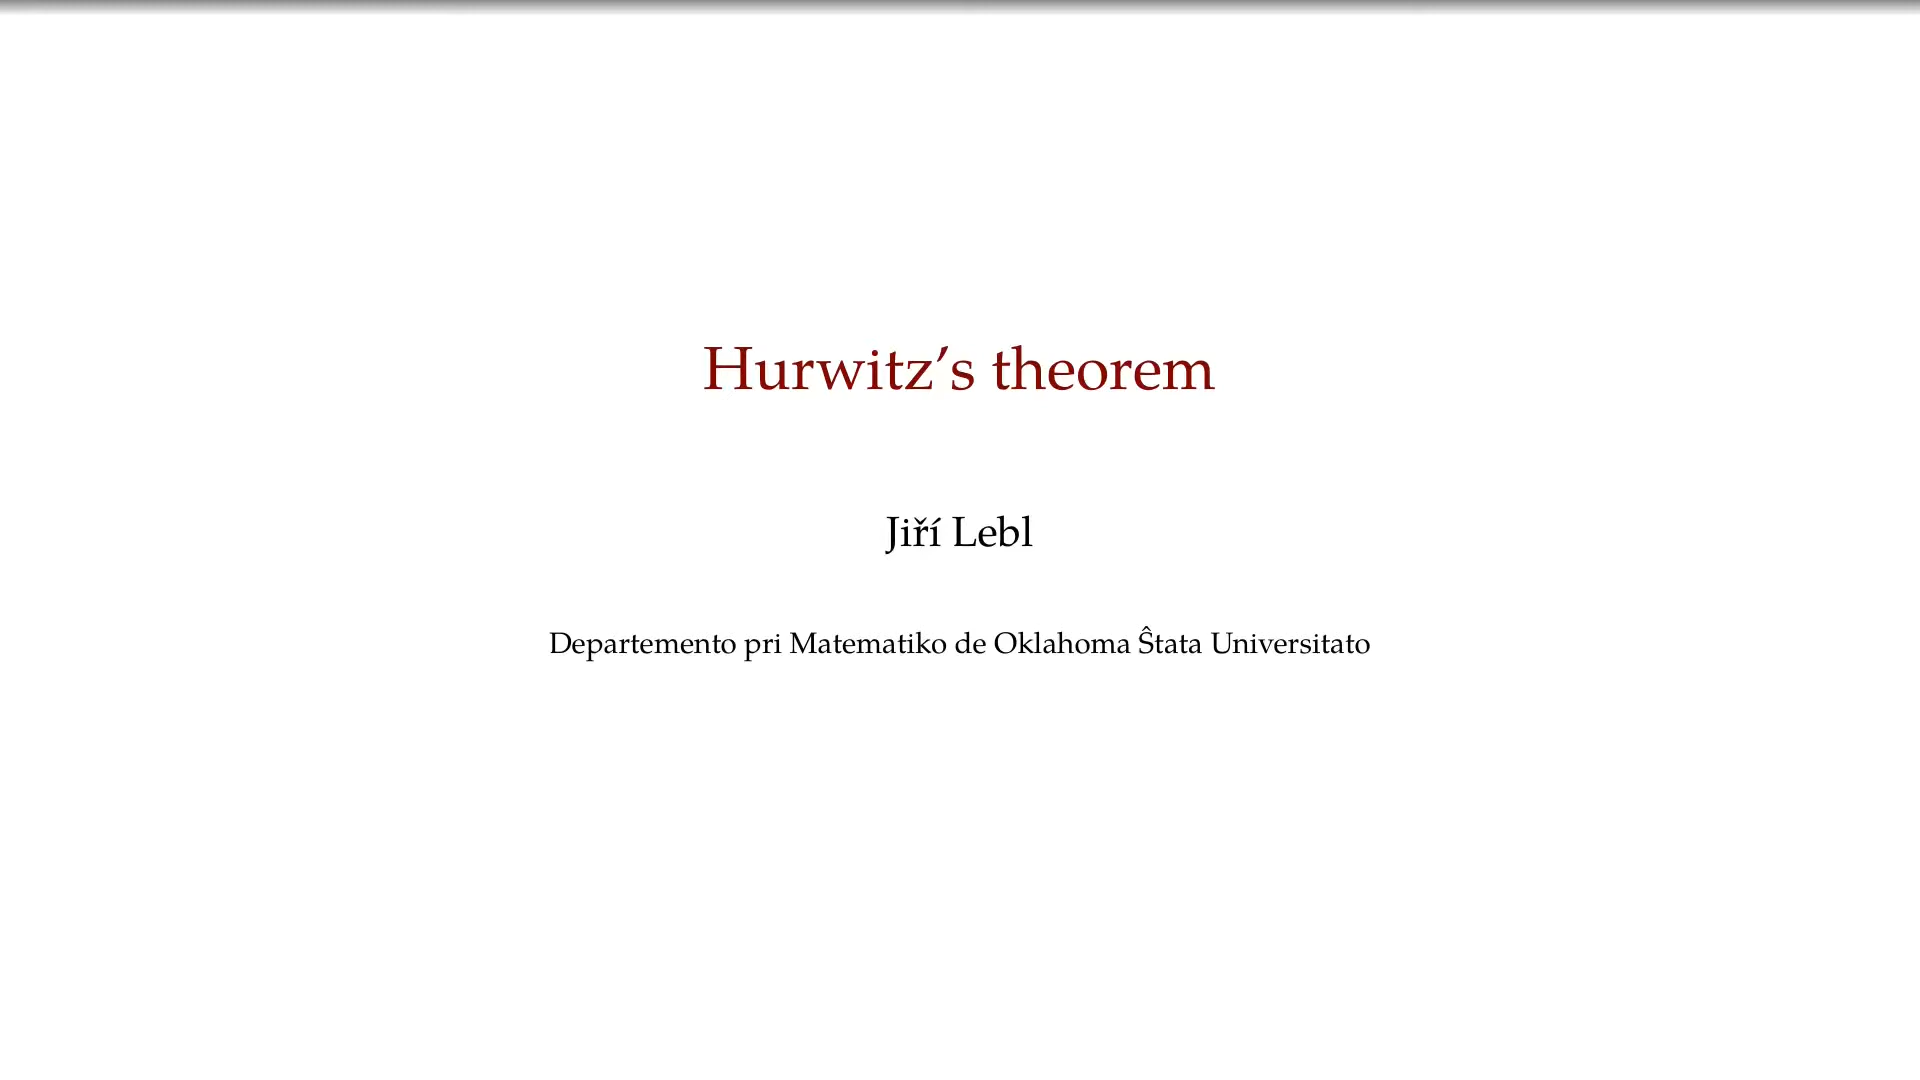 Hurwitz’s theorem
Jiří Lebl
Departemento pri Matematiko de Oklahoma Ŝtata Universitato